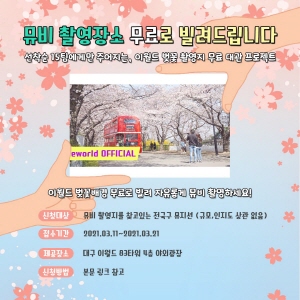 뮤비 촬영장소 무료로 빌려드립니다
선착순 15팀에게만 주어지는, 이월드 벚꽃 촬영지 무료 대관 프로젝트
eworld OFFICIAL
이월드 벚꽃배경 무료로 빌려 자유롭게 뮤비 촬영하세요!
신청대상 뮤비 촬영지를 찾고있는 전국구 뮤지션 (규모,인지도 상관 없음)
접수기간 2021.03.11~2021.03.21
제공장소 대구 이월드 83타워 4층 야외광장
신청방법 본문 링크 참고